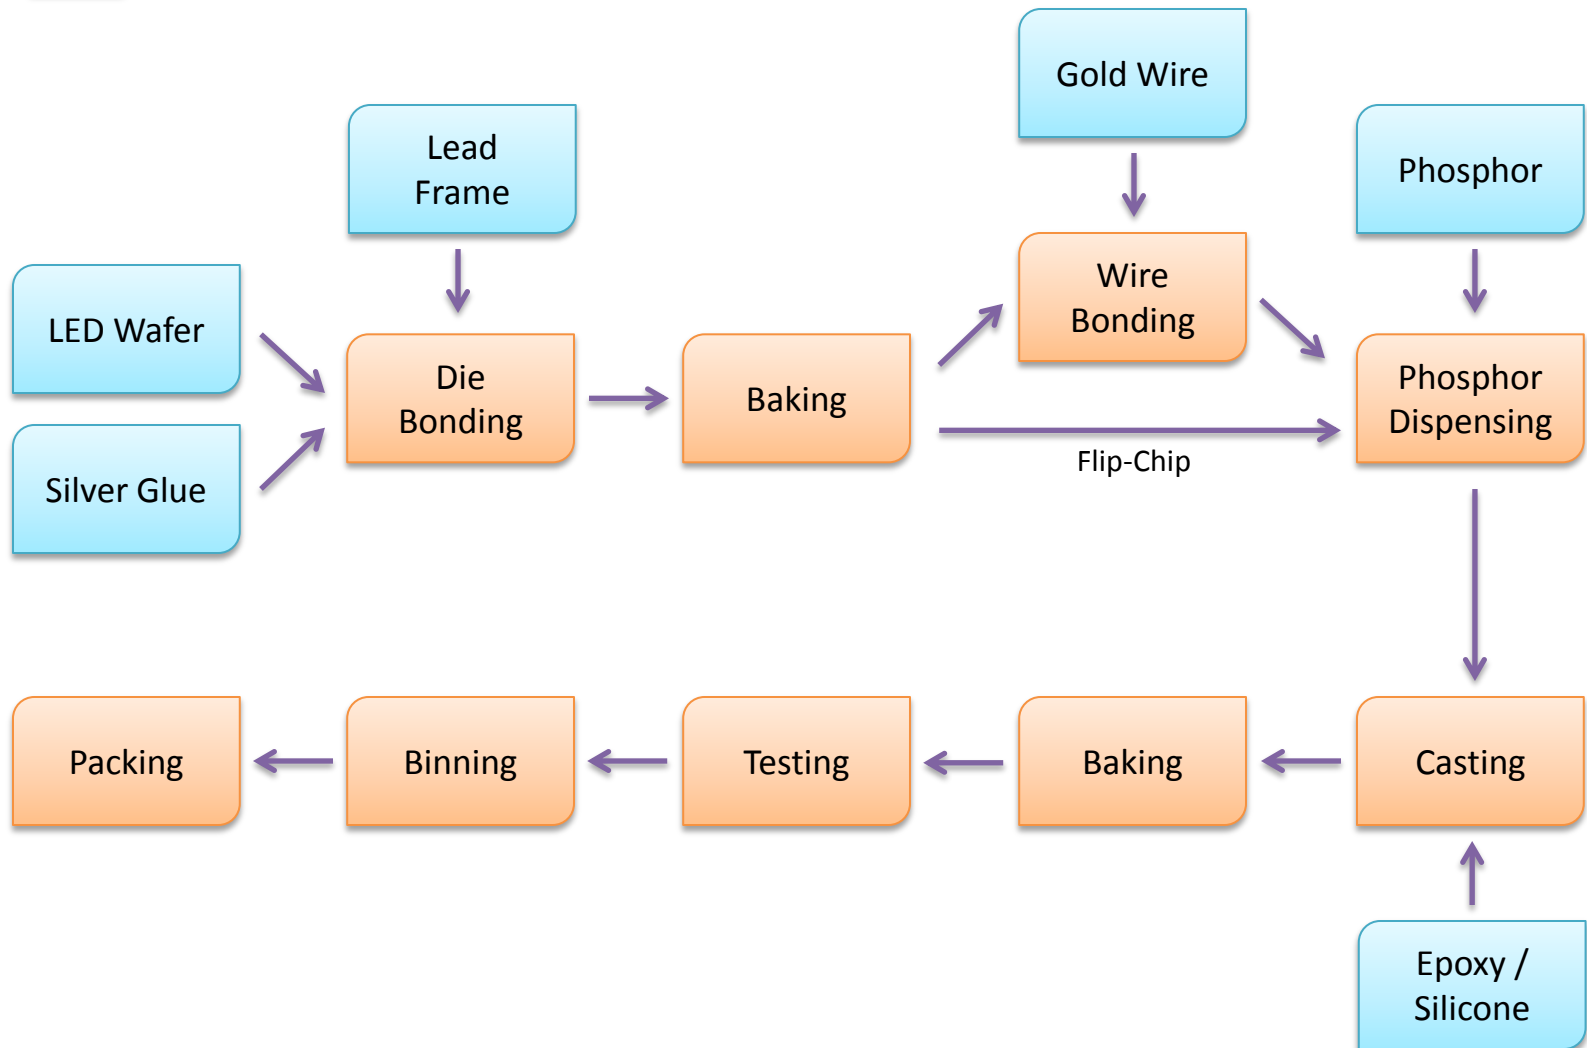 Gold Wire
Lead
Frame
Phosphor
LED Wafer
Wire
Bonding
Die
Bonding
Baking
Phosphor
Dispensing
Flip-Chip
Silver Glue
Packing
Binning
Testing
Baking
Casting
Epoxy /
Silicone